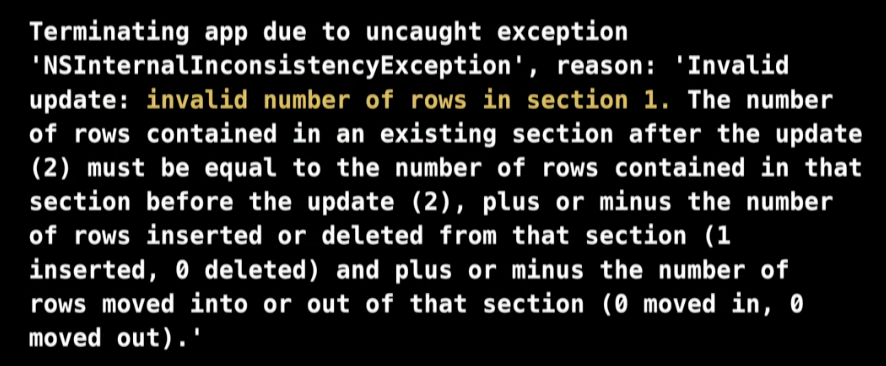 Terminating app due to uncaught exception
'NSInternalInconsistencyException', reason: 'Invalid
update: invalid number of rows in section 1. The number
of rows contained in an existing section after the update
(2) must be equal to the number of rows contained in that
section before the update (2), plus or minus the number
of rows inserted or deleted from that section (1
inserted, 0 deleted) and plus or minus the number of
rows moved into or out of that section (0 moved in, 0
moved out).'